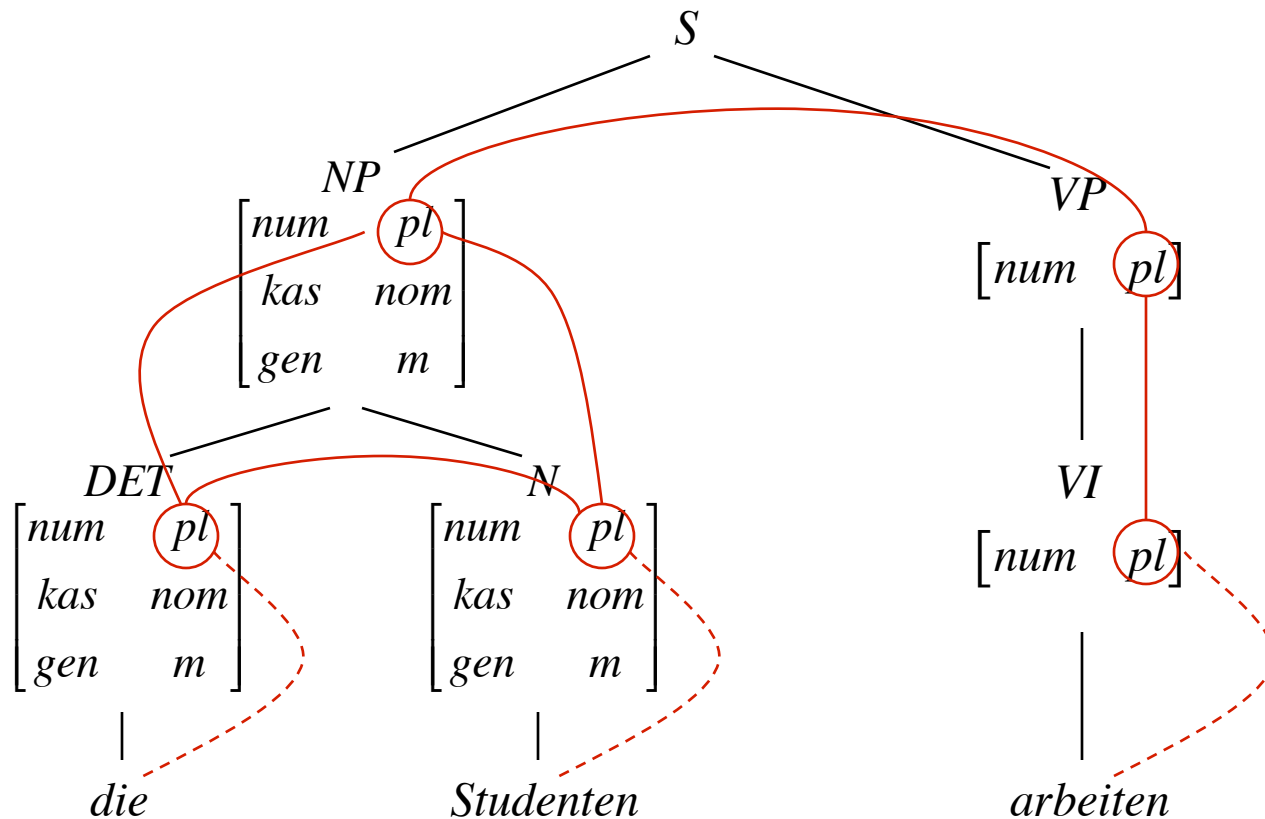 S
NP
VP
num pl
[num pl]
kas nom
gen m
DET
N
VI
num pl
num pl
[num pl]
kas nom
kas nom
gen m
gen m
die
Studenten
arbeiten